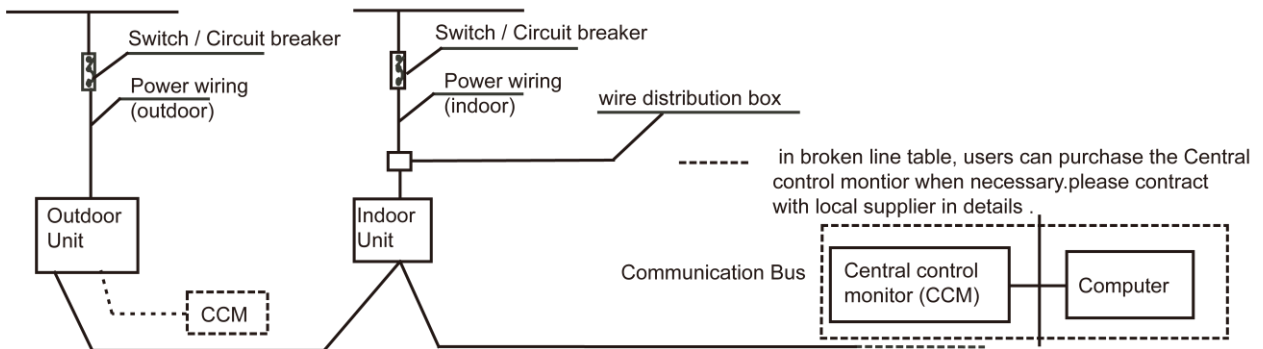 Switch / Circuit breaker
Power wiring
(outdoor)
Outdoor
Unit
CCM
Switch / Circuit breaker
Power wiring
(indoor)
wire distribution box
Indoor
Unit
in broken line table, users can purchase the Central
control montior when necessary.please contract
with local supplier in details .
Communication Bus
Central control
monitor (CCM)
Computer